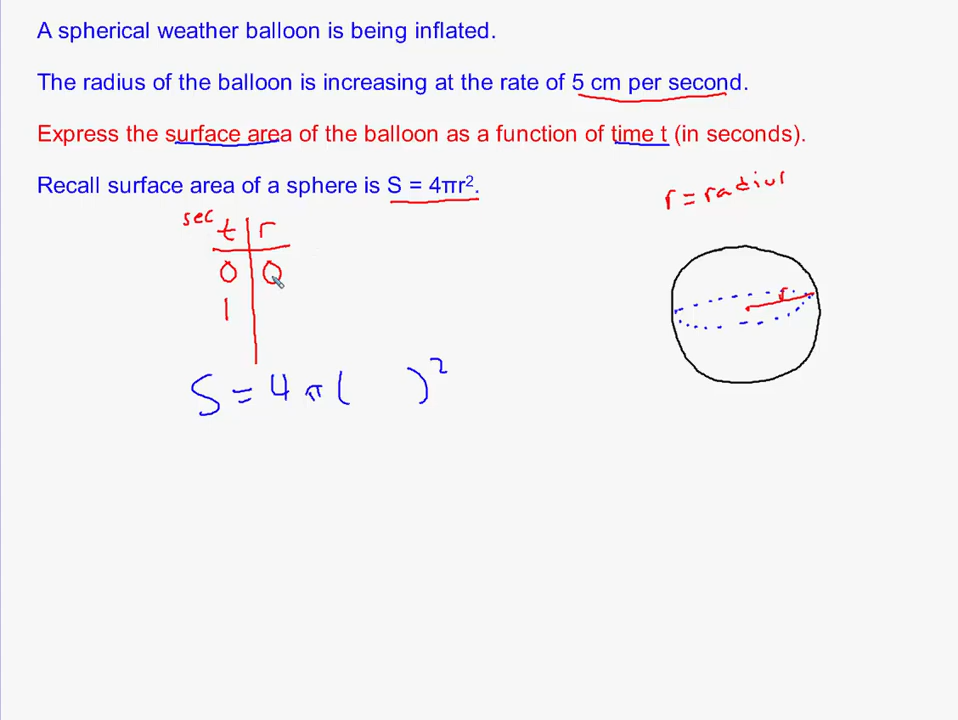 A spherical weather balloon is being inflated.
The radius of the balloon is increasing at the rate of 5 cm per second.
Express the surface area of the balloon as a function of time t (in seconds).
Recall surface area of a sphere is S = 4πr².
r = radius
sec t r
0 0
1
r
S = 4 π ( )²